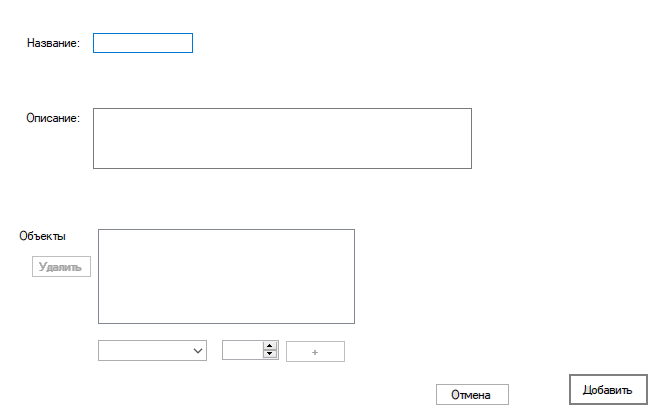 Название:
Описание:
Объекты
Удалить
+
Отмена
Добавить